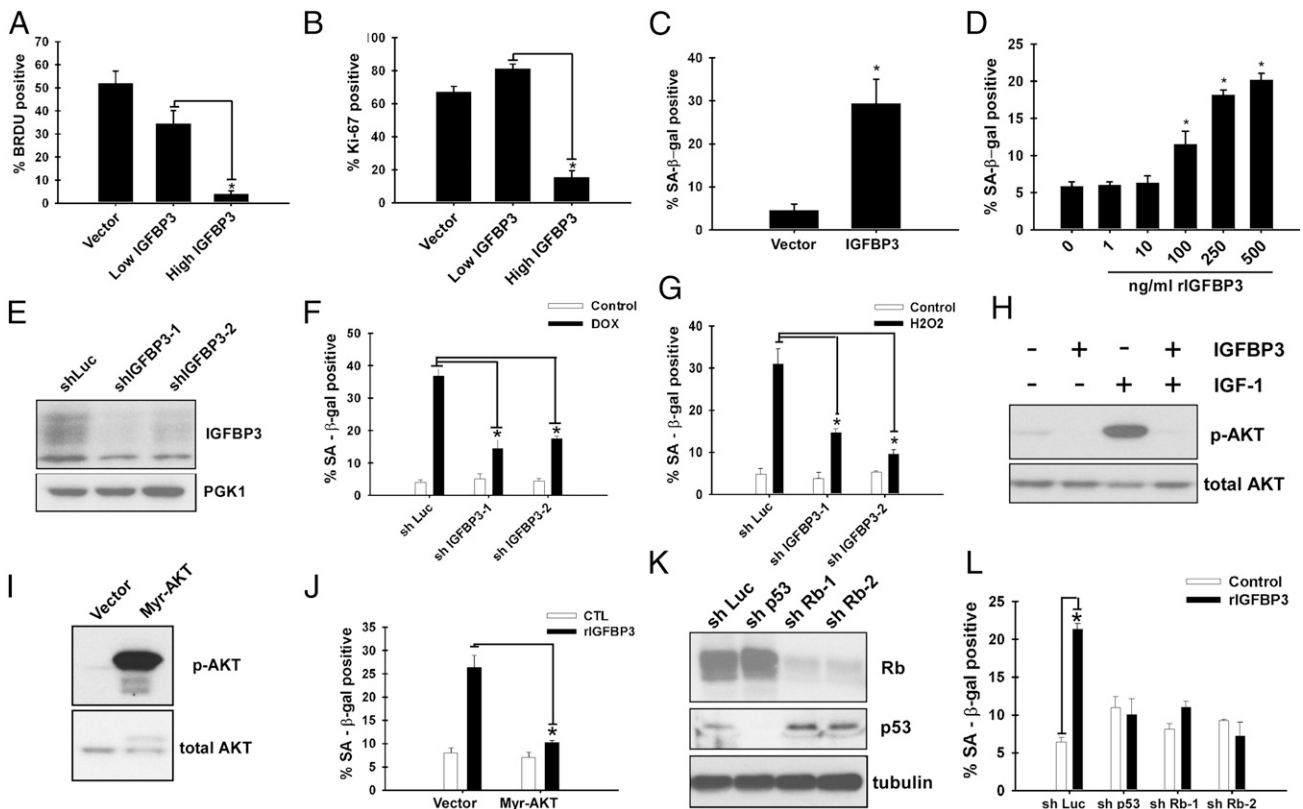 A
% BRDU positive
70
60
50
40
30
20
10
0
*
Vector
Low IGFBP3
High IGFBP3
B
% Ki-67 positive
100
80
60
40
20
0
*
Vector
Low IGFBP3
High IGFBP3
C
% SA-β–gal positive
40
30
20
10
0
*
Vector
IGFBP3
D
% SA-β–gal positive
25
20
15
10
5
0
* * *
0 1 10 100 250 500
ng/ml rIGFBP3
E
shLuc
shIGFBP3-1
shIGFBP3-2
IGFBP3
PGK1
F
Control
DOX
% SA - β-gal positive
50
40
30
20
10
0
* *
sh Luc
sh IGFBP3-1
sh IGFBP3-2
G
Control
H2O2
% SA - β-gal positive
50
40
30
20
10
0
* *
sh Luc
sh IGFBP3-1
sh IGFBP3-2
H
- + - + IGFBP3
- - + + IGF-1
p-AKT
total AKT
I
Vector
Myr-AKT
p-AKT
total AKT
J
CTL
rIGFBP3
% SA - β-gal positive
35
30
25
20
15
10
5
0
*
Vector
Myr-AKT
K
sh Luc
sh p53
sh Rb-1
sh Rb-2
Rb
p53
tubulin
L
Control
rIGFBP3
% SA - β-gal positive
25
20
15
10
5
0
*
sh Luc
sh p53
sh Rb-1
sh Rb-2